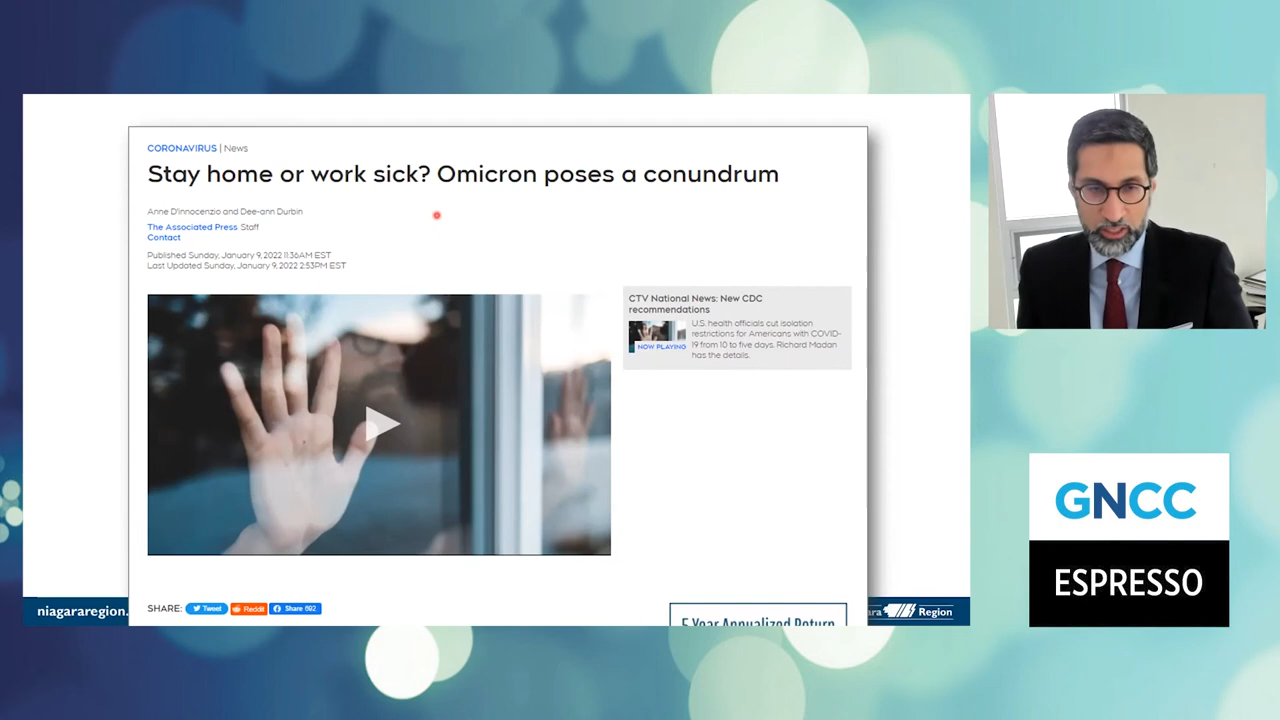 CORONAVIRUS | News
Stay home or work sick? Omicron poses a conundrum
Anne D'Innocenzio and Dee-ann Durbin
The Associated Press Staff
Contact
Published Sunday, January 9, 2022 11:36AM EST
Last Updated Sunday, January 9, 2022 2:53PM EST
CTV National News: New CDC
recommendations
NOW PLAYING
U.S. health officials cut isolation
restrictions for Americans with COVID-
19 from 10 to five days. Richard Madan
has the details.
SHARE: Tweet Reddit Share 692
5 Year Annualized Return
niagararegion.
Region
GNCC
ESPRESSO